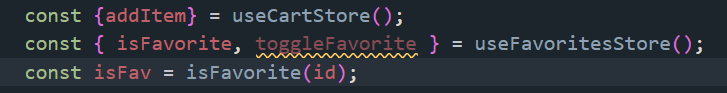 const {addItem} = useCartStore();
const { isFavorite, toggleFavorite } = useFavoritesStore();
const isFav = isFavorite(id);